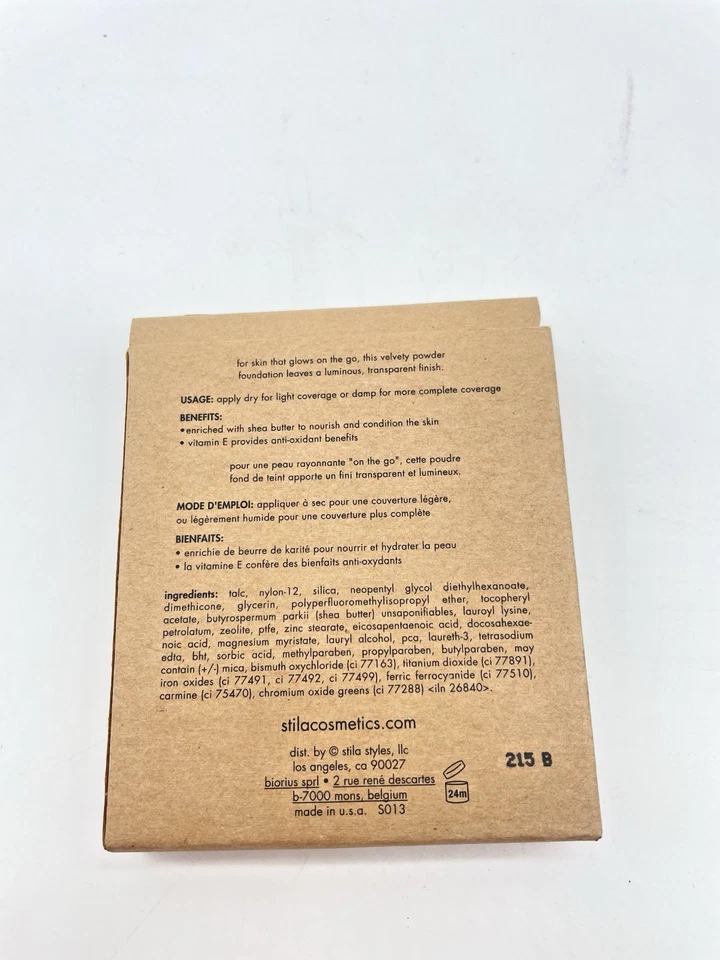 for skin that glows on the go, this velvety powder
foundation leaves a luminous, transparent finish.
USAGE: apply dry for light coverage or damp for more complete coverage
BENEFITS:
•enriched with shea butter to nourish and condition the skin
• vitamin E provides anti-oxidant benefits
pour une peau rayonnante "on the go", cette poudre
fond de teint apporte un fini transparent et lumineux.
MODE D'EMPLOI: appliquer à sec pour une couverture légère,
ou légèrement humide pour une couverture plus complète
BIENFAITS:
• enrichie de beurre de karité pour nourrir et hydrater la peau
• la vitamine E confère des bienfaits anti-oxydants
ingredients: talc, nylon-12, silica, neopentyl glycol diethylhexanoate,
dimethicone, glycerin, polyperfluoromethylisopropyl ether, tocopheryl
acetate, butyrospermum parkii (shea butter) unsaponifiables, lauroyl lysine,
petrolatum, zeolite, ptfe, zinc stearate, eicosapentaenoic acid, docosahexae-
noic acid, magnesium myristate, lauryl alcohol, pca, laureth-3, tetrasodium
edta, bht, sorbic acid, methylparaben, propylparaben, butylparaben, may
contain (+/-) mica, bismuth oxychloride (ci 77163), titanium dioxide (ci 77891),
iron oxides (ci 77491, ci 77492, ci 77499), ferric ferrocyanide (ci 77510),
carmine (ci 75470), chromium oxide greens (ci 77288) <iln 26840>.
stilacosmetics.com
dist. by © stila styles, llc
los angeles, ca 90027
biorius sprl • 2 rue rené descartes
b-7000 mons, belgium
made in u.s.a. S013
24m
215 B